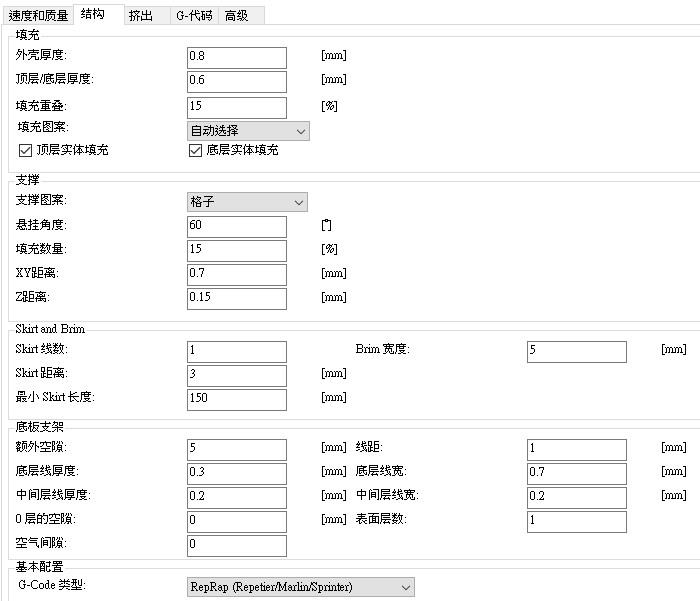 速度和质量 结构 挤出 G-代码 高级
填充
外壳厚度: 0.8 [mm]
顶层/底层厚度: 0.6 [mm]
填充重叠: 15 [%]
填充图案: 自动选择
顶层实体填充 底层实体填充
支撑
支撑图案: 格子
悬挂角度: 60 [°]
填充数量: 15 [%]
XY距离: 0.7 [mm]
Z距离: 0.15 [mm]
Skirt and Brim
Skirt 线数: 1 Brim 宽度: 5 [mm]
Skirt 距离: 3 [mm]
最小 Skirt 长度: 150 [mm]
底板支架
额外空隙: 5 [mm] 线距: 1 [mm]
底层线厚度: 0.3 [mm] 底层线宽: 0.7 [mm]
中间层线厚度: 0.2 [mm] 中间层线宽: 0.2 [mm]
0 层的空隙: 0 [mm] 表面层数: 1
空气间隙: 0
基本配置
G-Code 类型: RepRap (Repetier/Marlin/Sprinter)